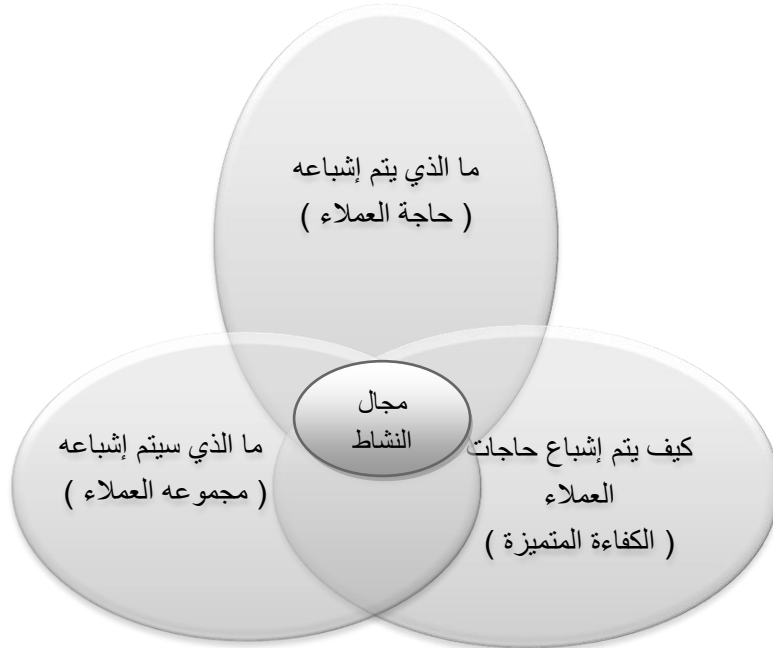 ما الذي يتم إشباعه
( حاجة العملاء )
مجال
النشاط
كيف يتم إشباع حاجات
العملاء
( الكفاءة المتميزة )
ما الذي سيتم إشباعه
( مجموعه العملاء )